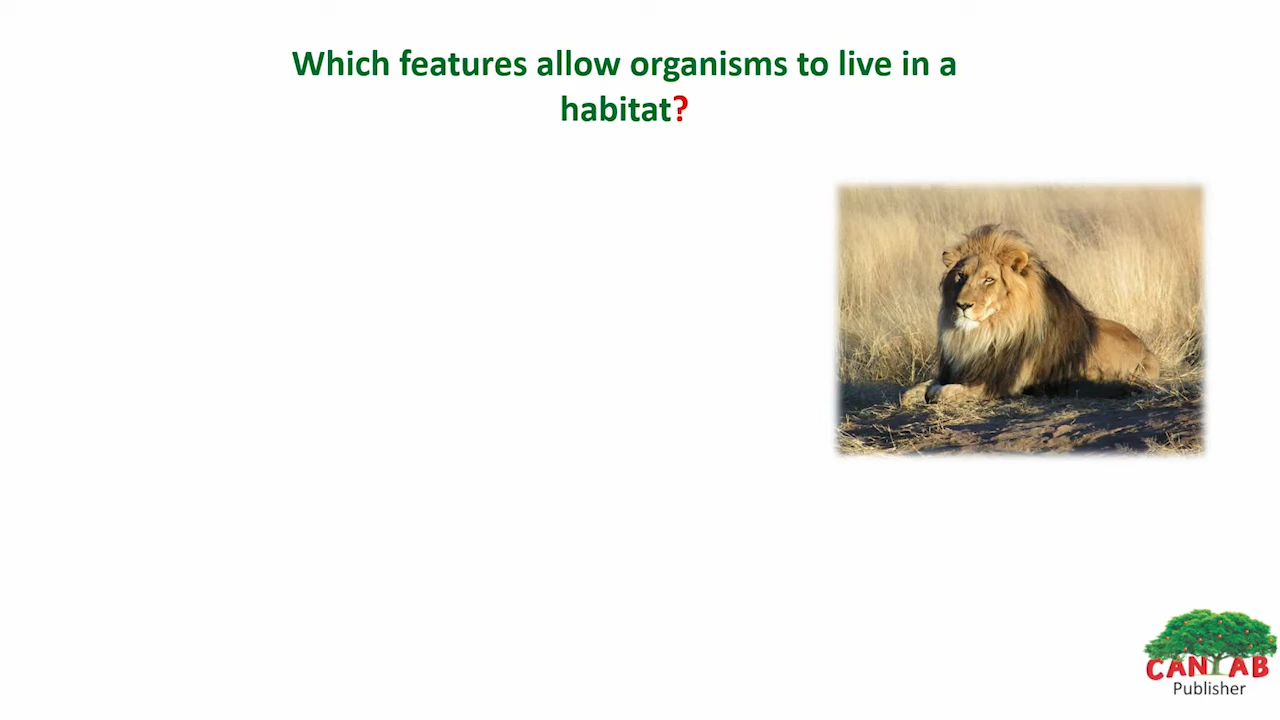 Which features allow organisms to live in a
habitat?
CANTAB
Publisher